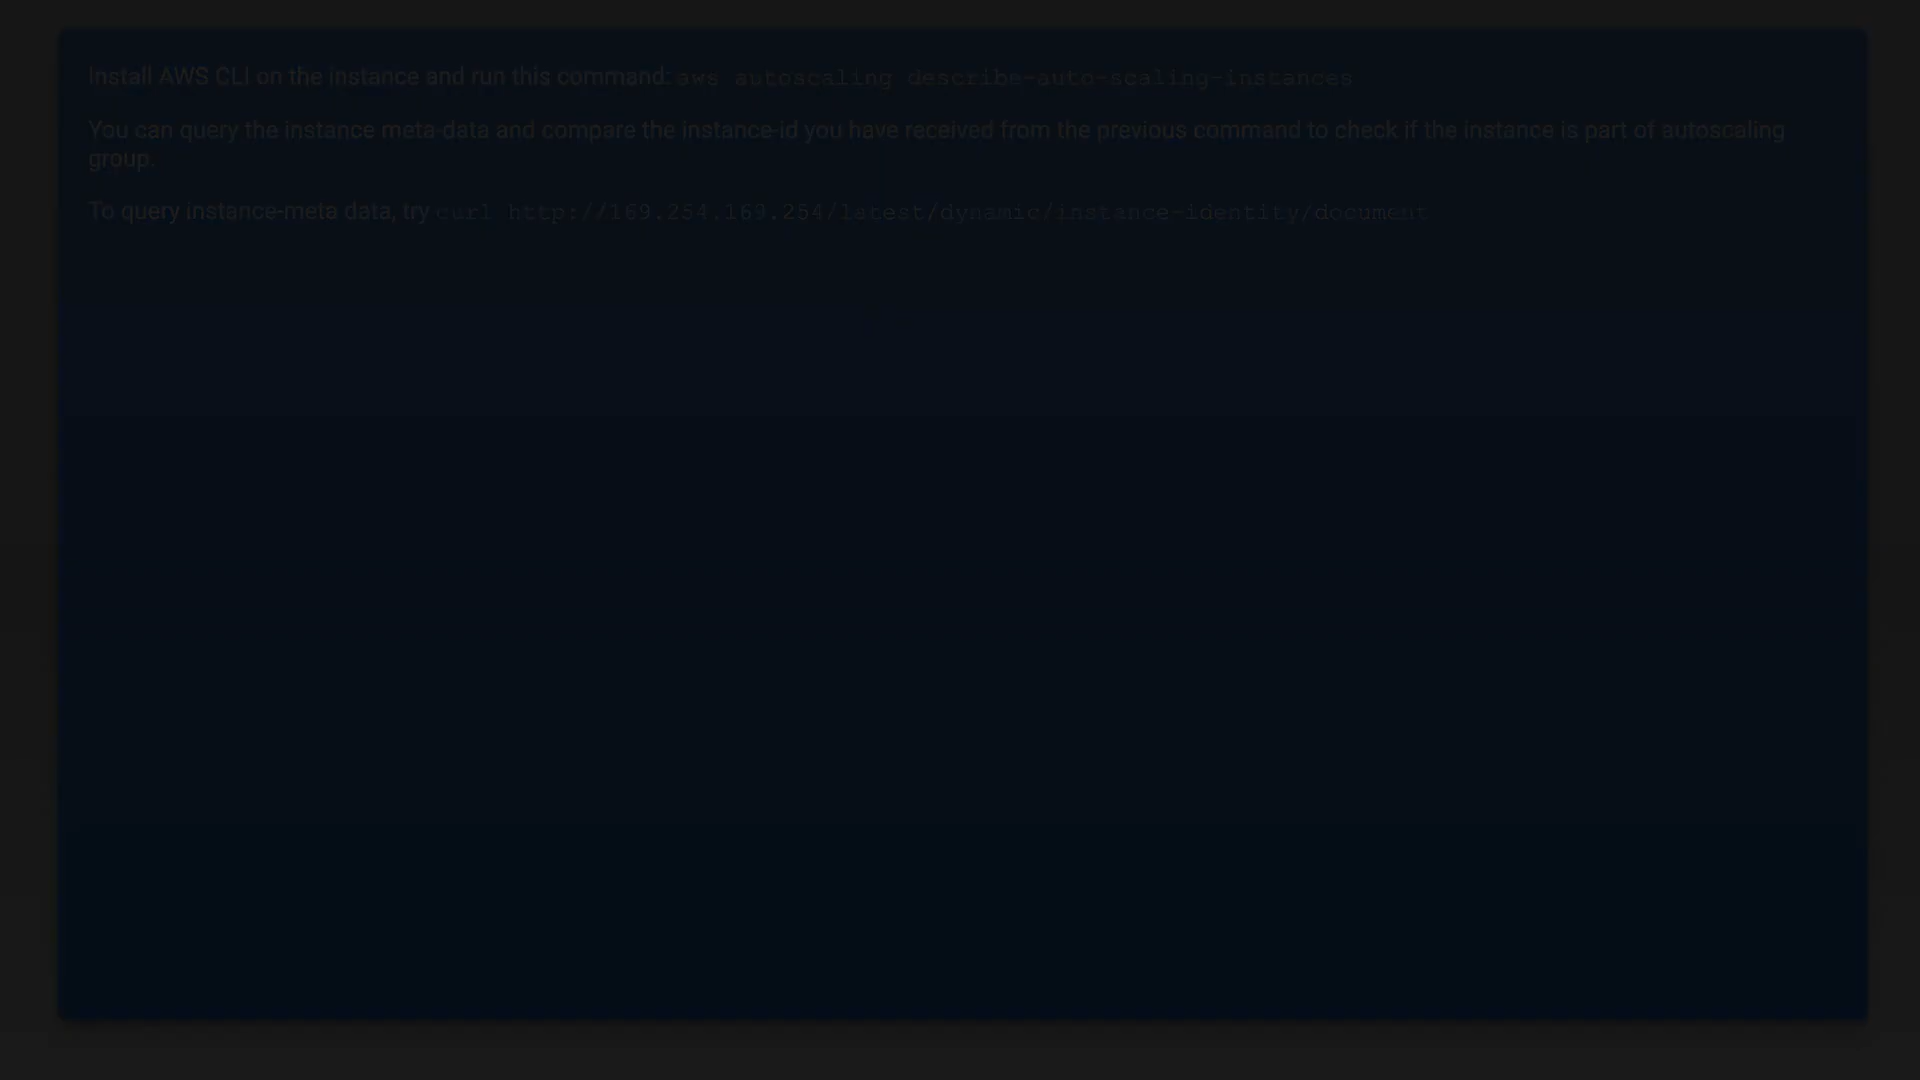 Install AWS CLI on the instance and run this command: aws autoscaling describe-auto-scaling-instances
You can query the instance meta-data and compare the instance-id you have received from the previous command to check if the instance is part of autoscaling
group.
To query instance-meta data, try curl http://169.254.169.254/latest/dynamic/instance-identity/document